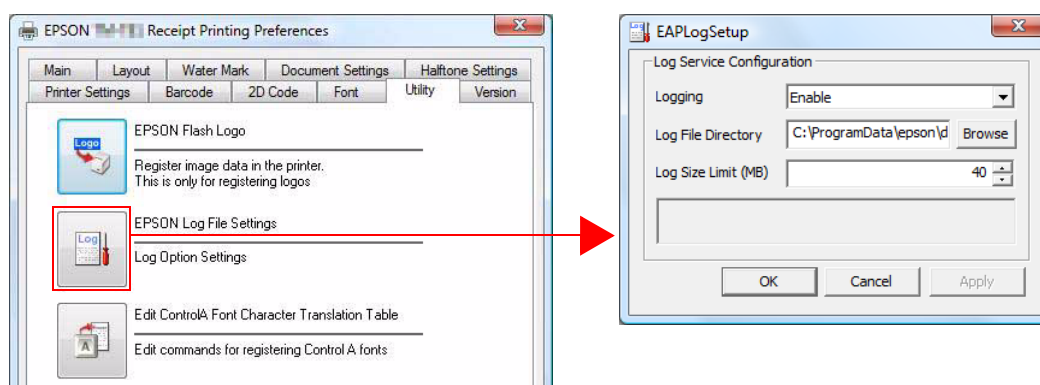 EPSON Receipt Printing Preferences
Main Layout Water Mark Document Settings Halftone Settings
Printer Settings Barcode 2D Code Font Utility Version
Logo
EPSON Flash Logo
Register image data in the printer.
This is only for registering logos
Log
EPSON Log File Settings
Log Option Settings
A
Edit ControlA Font Character Translation Table
Edit commands for registering Control A fonts
EAPLogSetup
Log Service Configuration
Logging Enable
Log File Directory C:\ProgramData\epson\d Browse
Log Size Limit (MB) 40
OK Cancel Apply